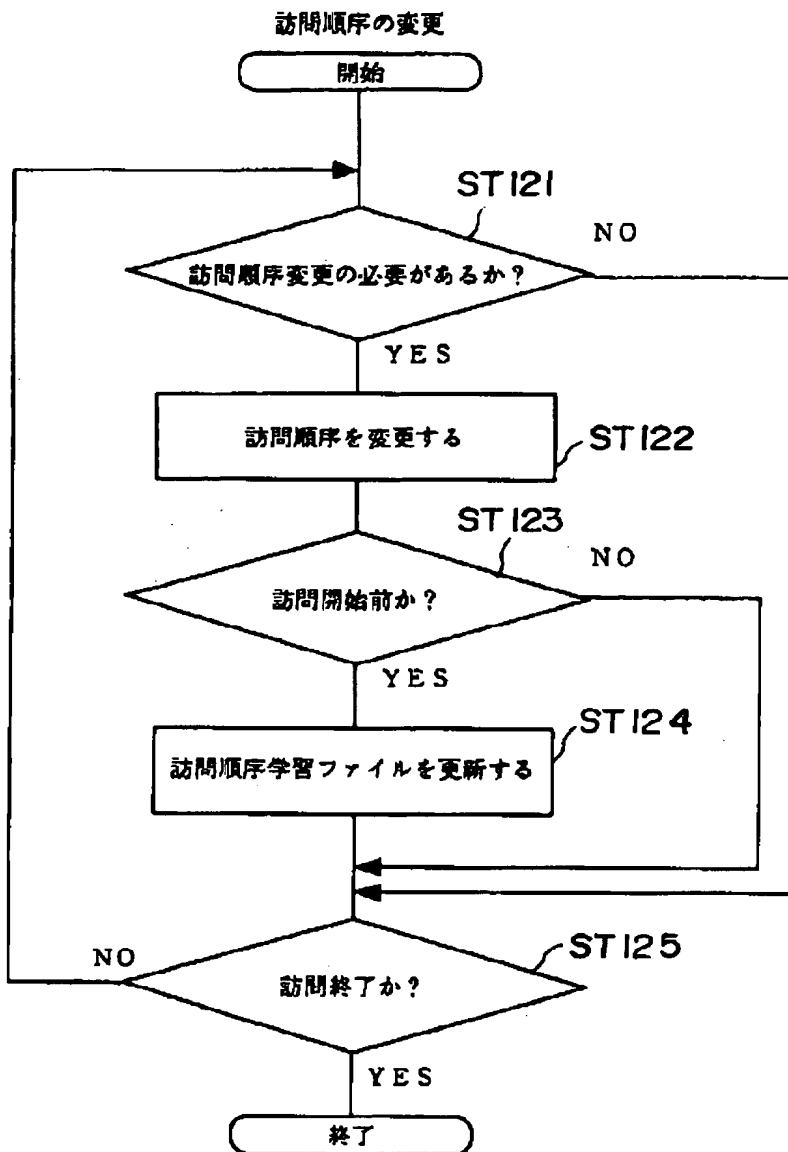 訪問順序の変更
開始
ST121
NO
訪問順序変更の必要があるか?
YES
訪問順序を変更する
ST122
ST123
NO
訪問開始前か?
YES
ST124
訪問順序学習ファイルを更新する
ST125
NO
訪問終了か?
YES
終了